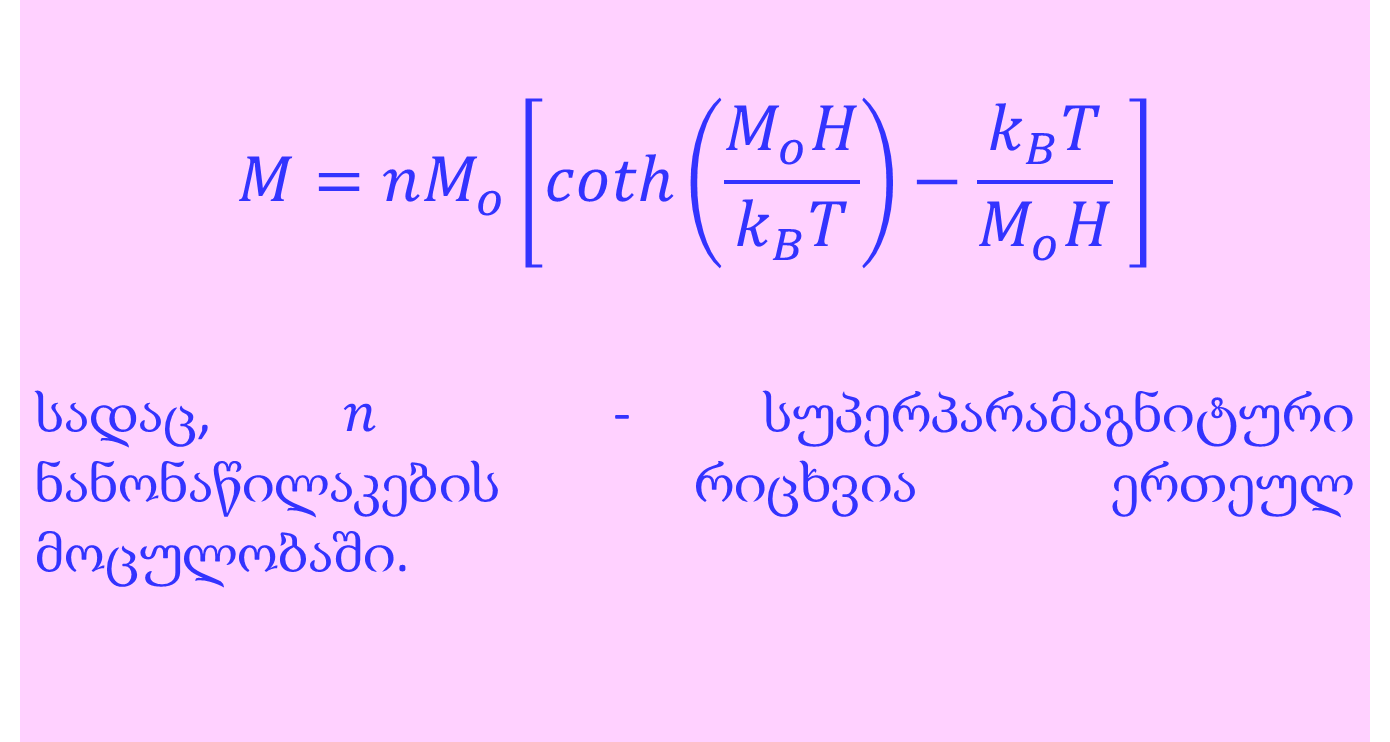 M = nM_o [coth(M_oH / k_BT) − k_BT / M_oH]
სადაც, n - სუპერპარამაგნიტური
ნანონაწილაკების რიცხვია ერთეულ
მოცულობაში.